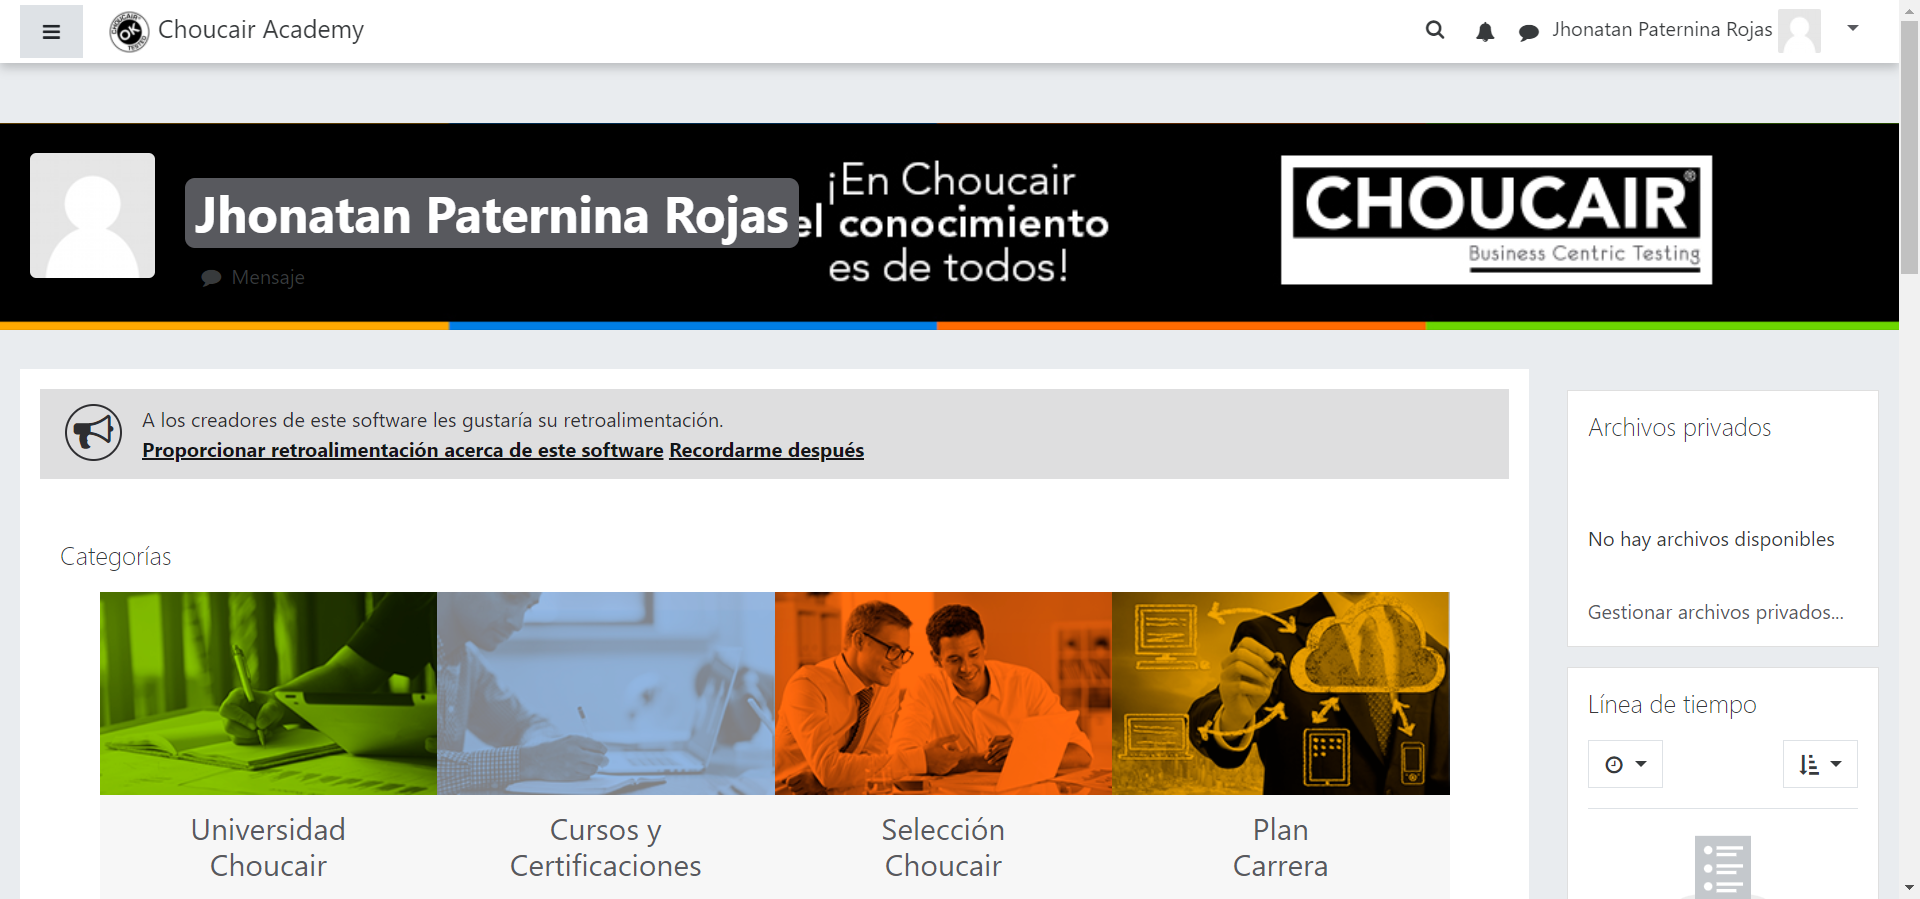 Choucair Academy
Jhonatan Paternina Rojas
Jhonatan Paternina Rojas
Mensaje
¡En Choucair
el conocimiento
es de todos!
CHOUCAIR®
Business Centric Testing
A los creadores de este software les gustaría su retroalimentación.
Proporcionar retroalimentación acerca de este software Recordarme después
Categorías
Universidad
Choucair
Cursos y
Certificaciones
Selección
Choucair
Plan
Carrera
Archivos privados
No hay archivos disponibles
Gestionar archivos privados...
Línea de tiempo